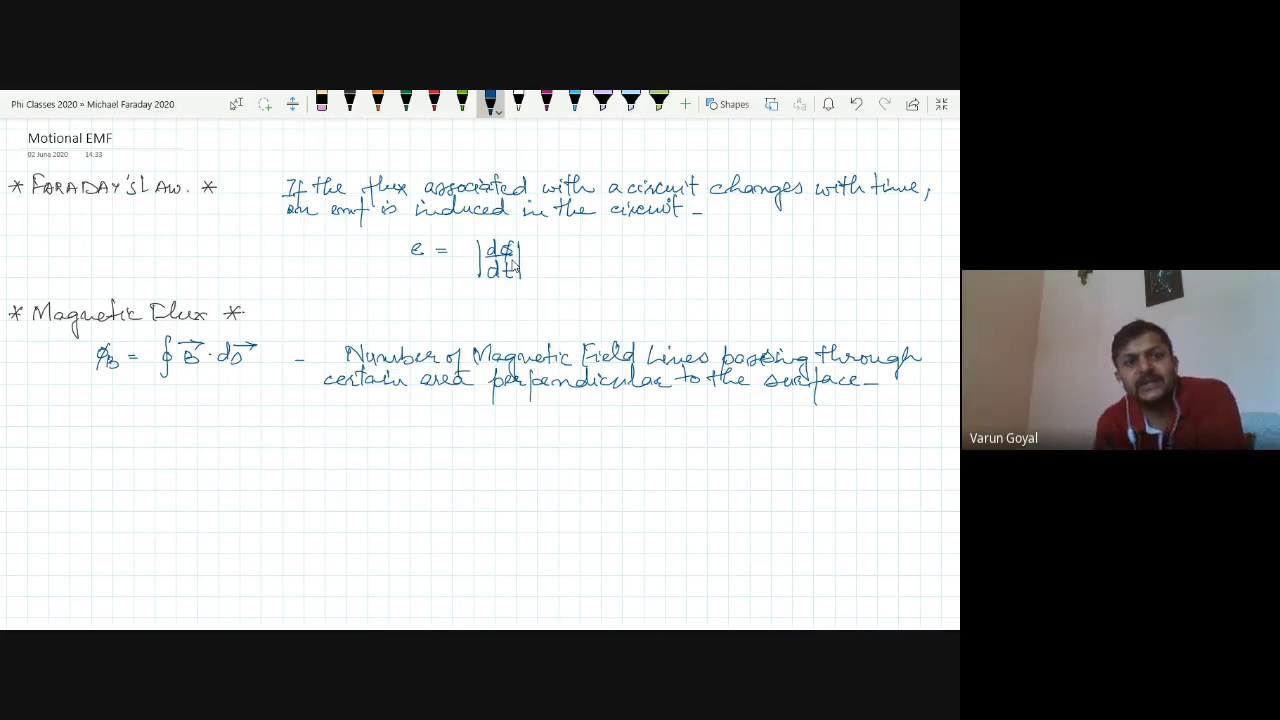 Phi Classes 2020 » Michael Faraday 2020
Shapes
Motional EMF
02 June 2020 14:33
* FARADAY'S LAW. *
If the flux associated with a circuit changes with time,
an emf is induced in the circuit -
e = |dϕ/dt|
* Magnetic Flux *
ϕB = ∮ B⃗ · ds⃗ - Number of Magnetic Field Lines passing through
certain area perpendicular to the surface -
Varun Goyal